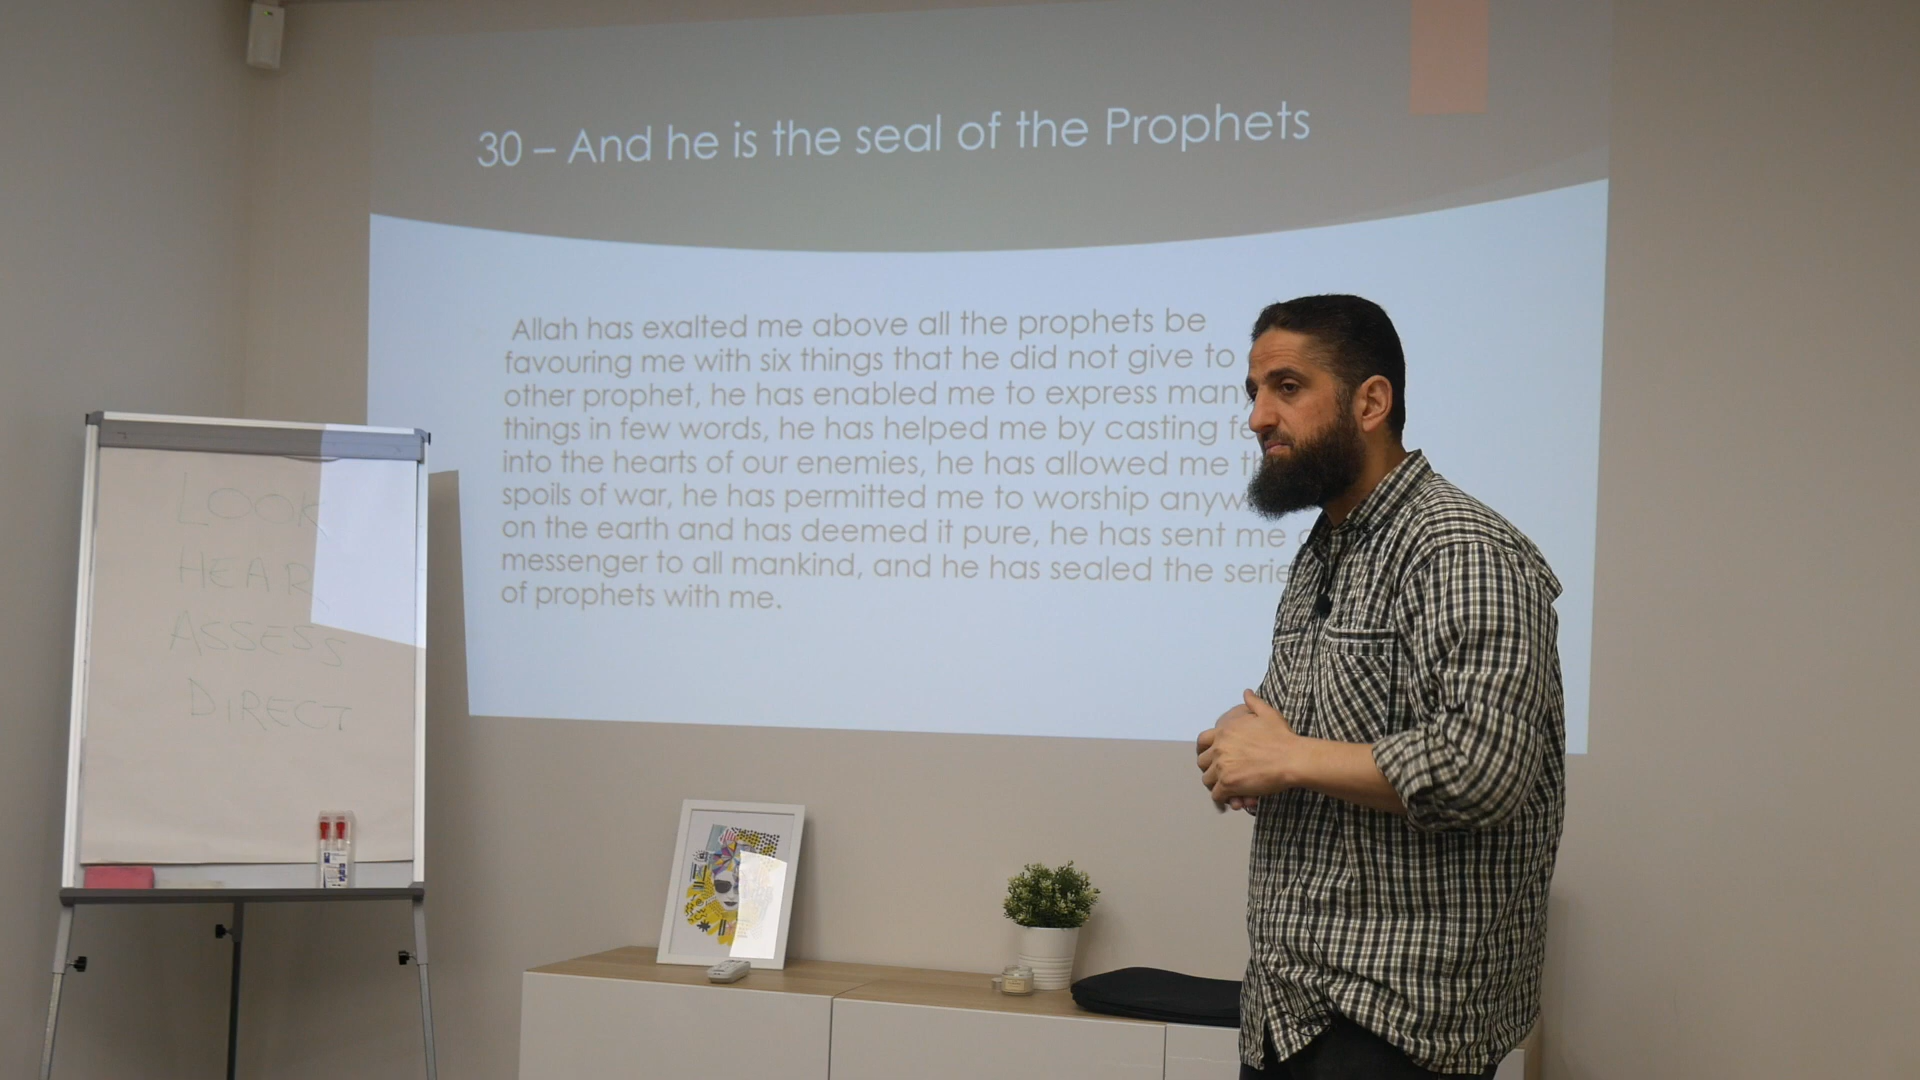 30 – And he is the seal of the Prophets
Allah has exalted me above all the prophets be
favouring me with six things that he did not give to
other prophet, he has enabled me to express many
things in few words, he has helped me by casting
into the hearts of our enemies, he has allowed me
spoils of war, he has permitted me to worship
on the earth and has deemed it pure, he has sent me
messenger to all mankind, and he has sealed the
of prophets with me.
LOOK
HEAR
ASSESS
DIRECT